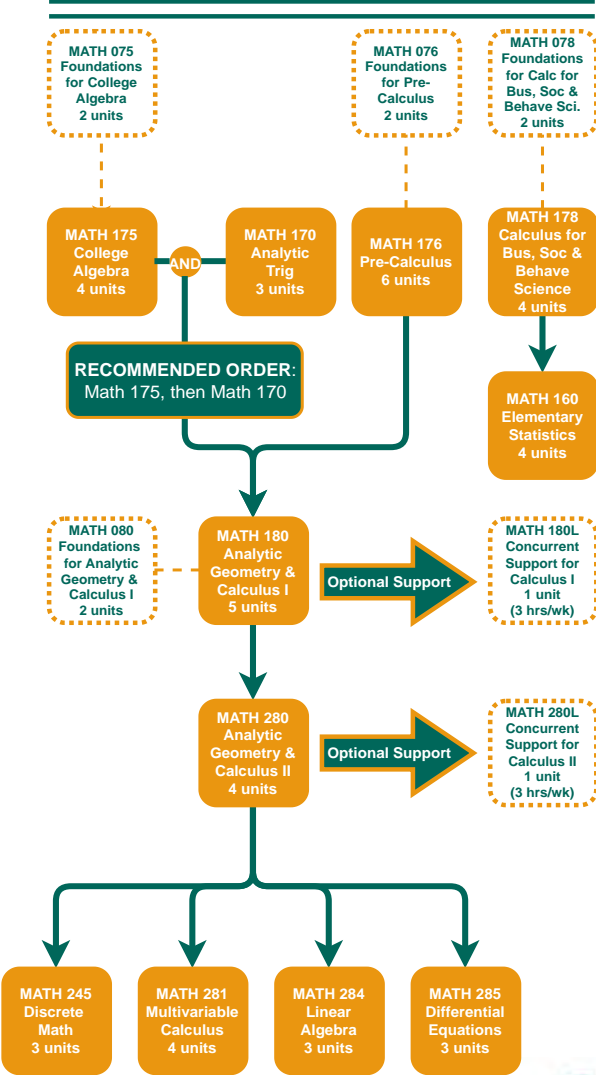 MATH 075
Foundations
for College
Algebra
2 units
MATH 076
Foundations
for Pre-
Calculus
2 units
MATH 078
Foundations
for Calc for
Bus, Soc &
Behave Sci.
2 units
MATH 175
College
Algebra
4 units
AND
MATH 170
Analytic
Trig
3 units
MATH 176
Pre-Calculus
6 units
MATH 178
Calculus for
Bus, Soc &
Behave
Science
4 units
RECOMMENDED ORDER:
Math 175, then Math 170
MATH 160
Elementary
Statistics
4 units
MATH 080
Foundations
for Analytic
Geometry &
Calculus I
2 units
MATH 180
Analytic
Geometry &
Calculus I
5 units
Optional Support
MATH 180L
Concurrent
Support for
Calculus I
1 unit
(3 hrs/wk)
MATH 280
Analytic
Geometry &
Calculus II
4 units
Optional Support
MATH 280L
Concurrent
Support for
Calculus II
1 unit
(3 hrs/wk)
MATH 245
Discrete
Math
3 units
MATH 281
Multivariable
Calculus
4 units
MATH 284
Linear
Algebra
3 units
MATH 285
Differential
Equations
3 units